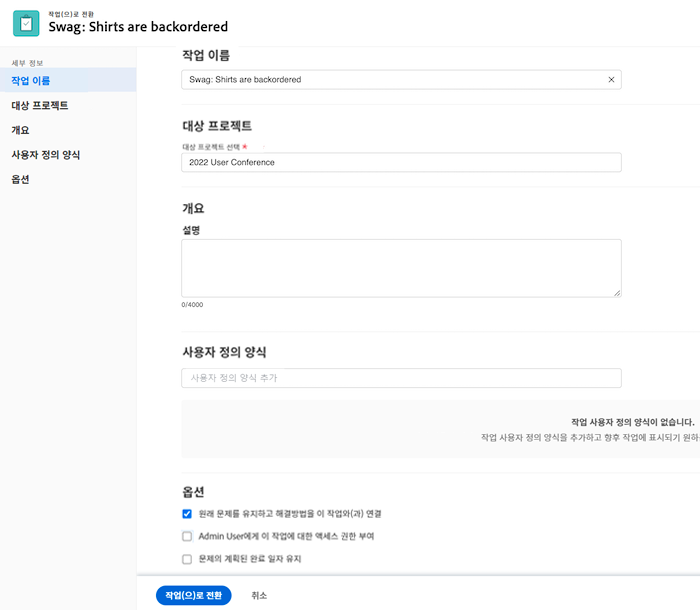 작업(으)로 전환
Swag: Shirts are backordered
세부 정보
작업 이름
대상 프로젝트
개요
사용자 정의 양식
옵션
작업 이름
Swag: Shirts are backordered
대상 프로젝트
대상 프로젝트 선택 *
2022 User Conference
개요
설명
0/4000
사용자 정의 양식
사용자 정의 양식 추가
작업 사용자 정의 양식이 없습니다.
작업 사용자 정의 양식을 추가하고 향후 작업에 표시되기 원하
옵션
원래 문제를 유지하고 해결방법을 이 작업와(과) 연결
Admin User에게 이 작업에 대한 액세스 권한 부여
문제의 계획된 완료 일자 유지
작업(으)로 전환
취소